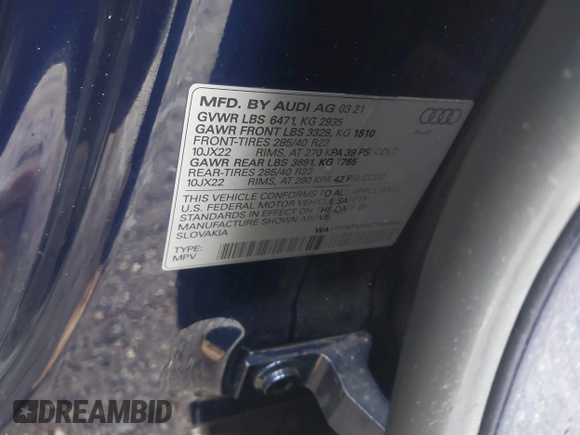 MFD. BY AUDI AG 03 21
GVWR LBS 6471, KG 2935
GAWR FRONT LBS 3329, KG 1510
FRONT-TIRES 285/40 R22
10JX22 RIMS, AT 270 KPA 39 PSI COLD
GAWR REAR LBS 3891, KG 1765
REAR-TIRES 285/40 R22
10JX22 RIMS, AT 290 KPA 42 PSI COLD
THIS VEHICLE CONFORMS TO ALL APPLICABLE
U.S. FEDERAL MOTOR VEHICLE SAFETY
STANDARDS IN EFFECT ON THE DATE OF
MANUFACTURE SHOWN ABOVE.
SLOVAKIA
TYPE:
MPV
Audi
DREAMBID